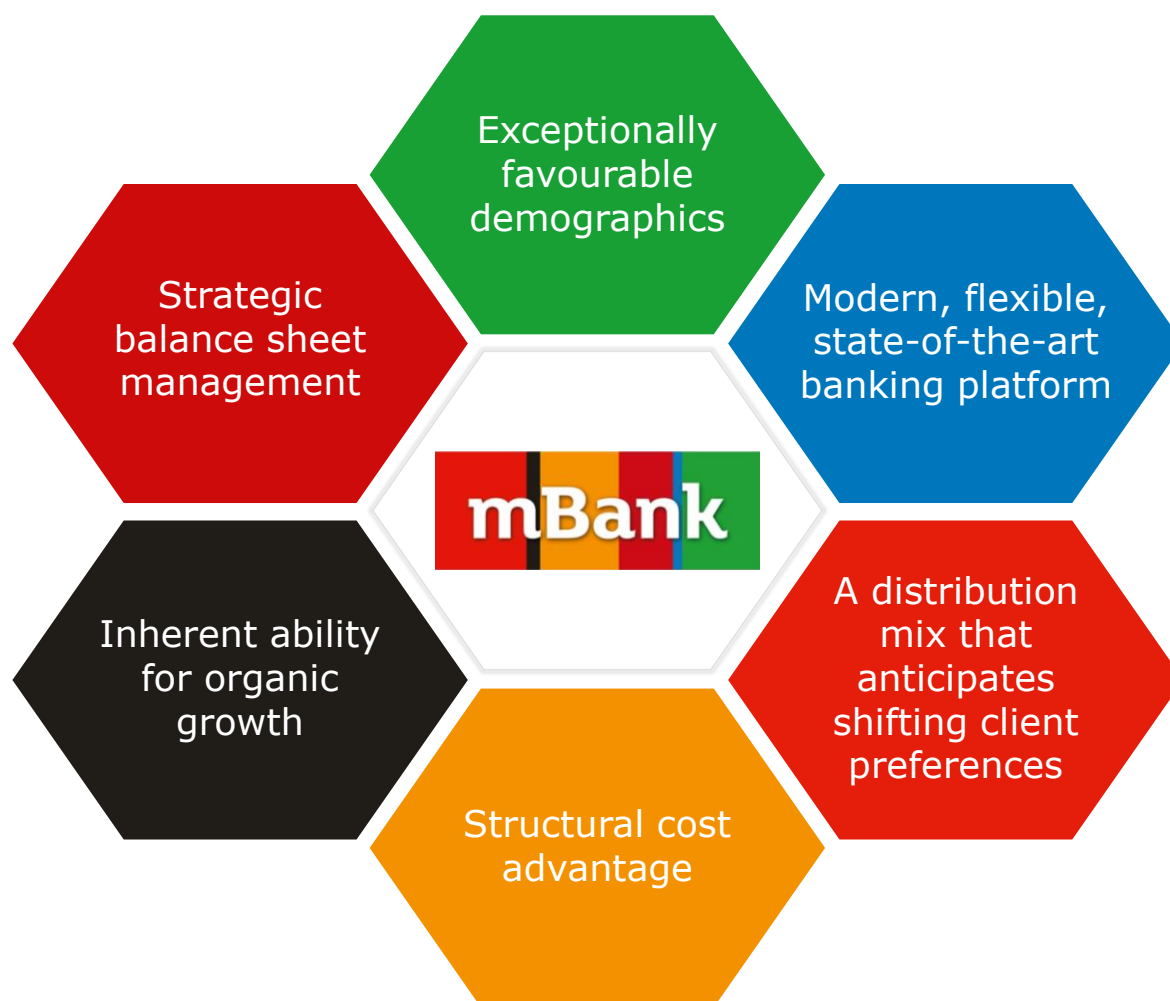 Exceptionally
favourable
demographics
Strategic
balance sheet
management
Modern, flexible,
state-of-the-art
banking platform
mBank
Inherent ability
for organic
growth
A distribution
mix that
anticipates
shifting client
preferences
Structural cost
advantage